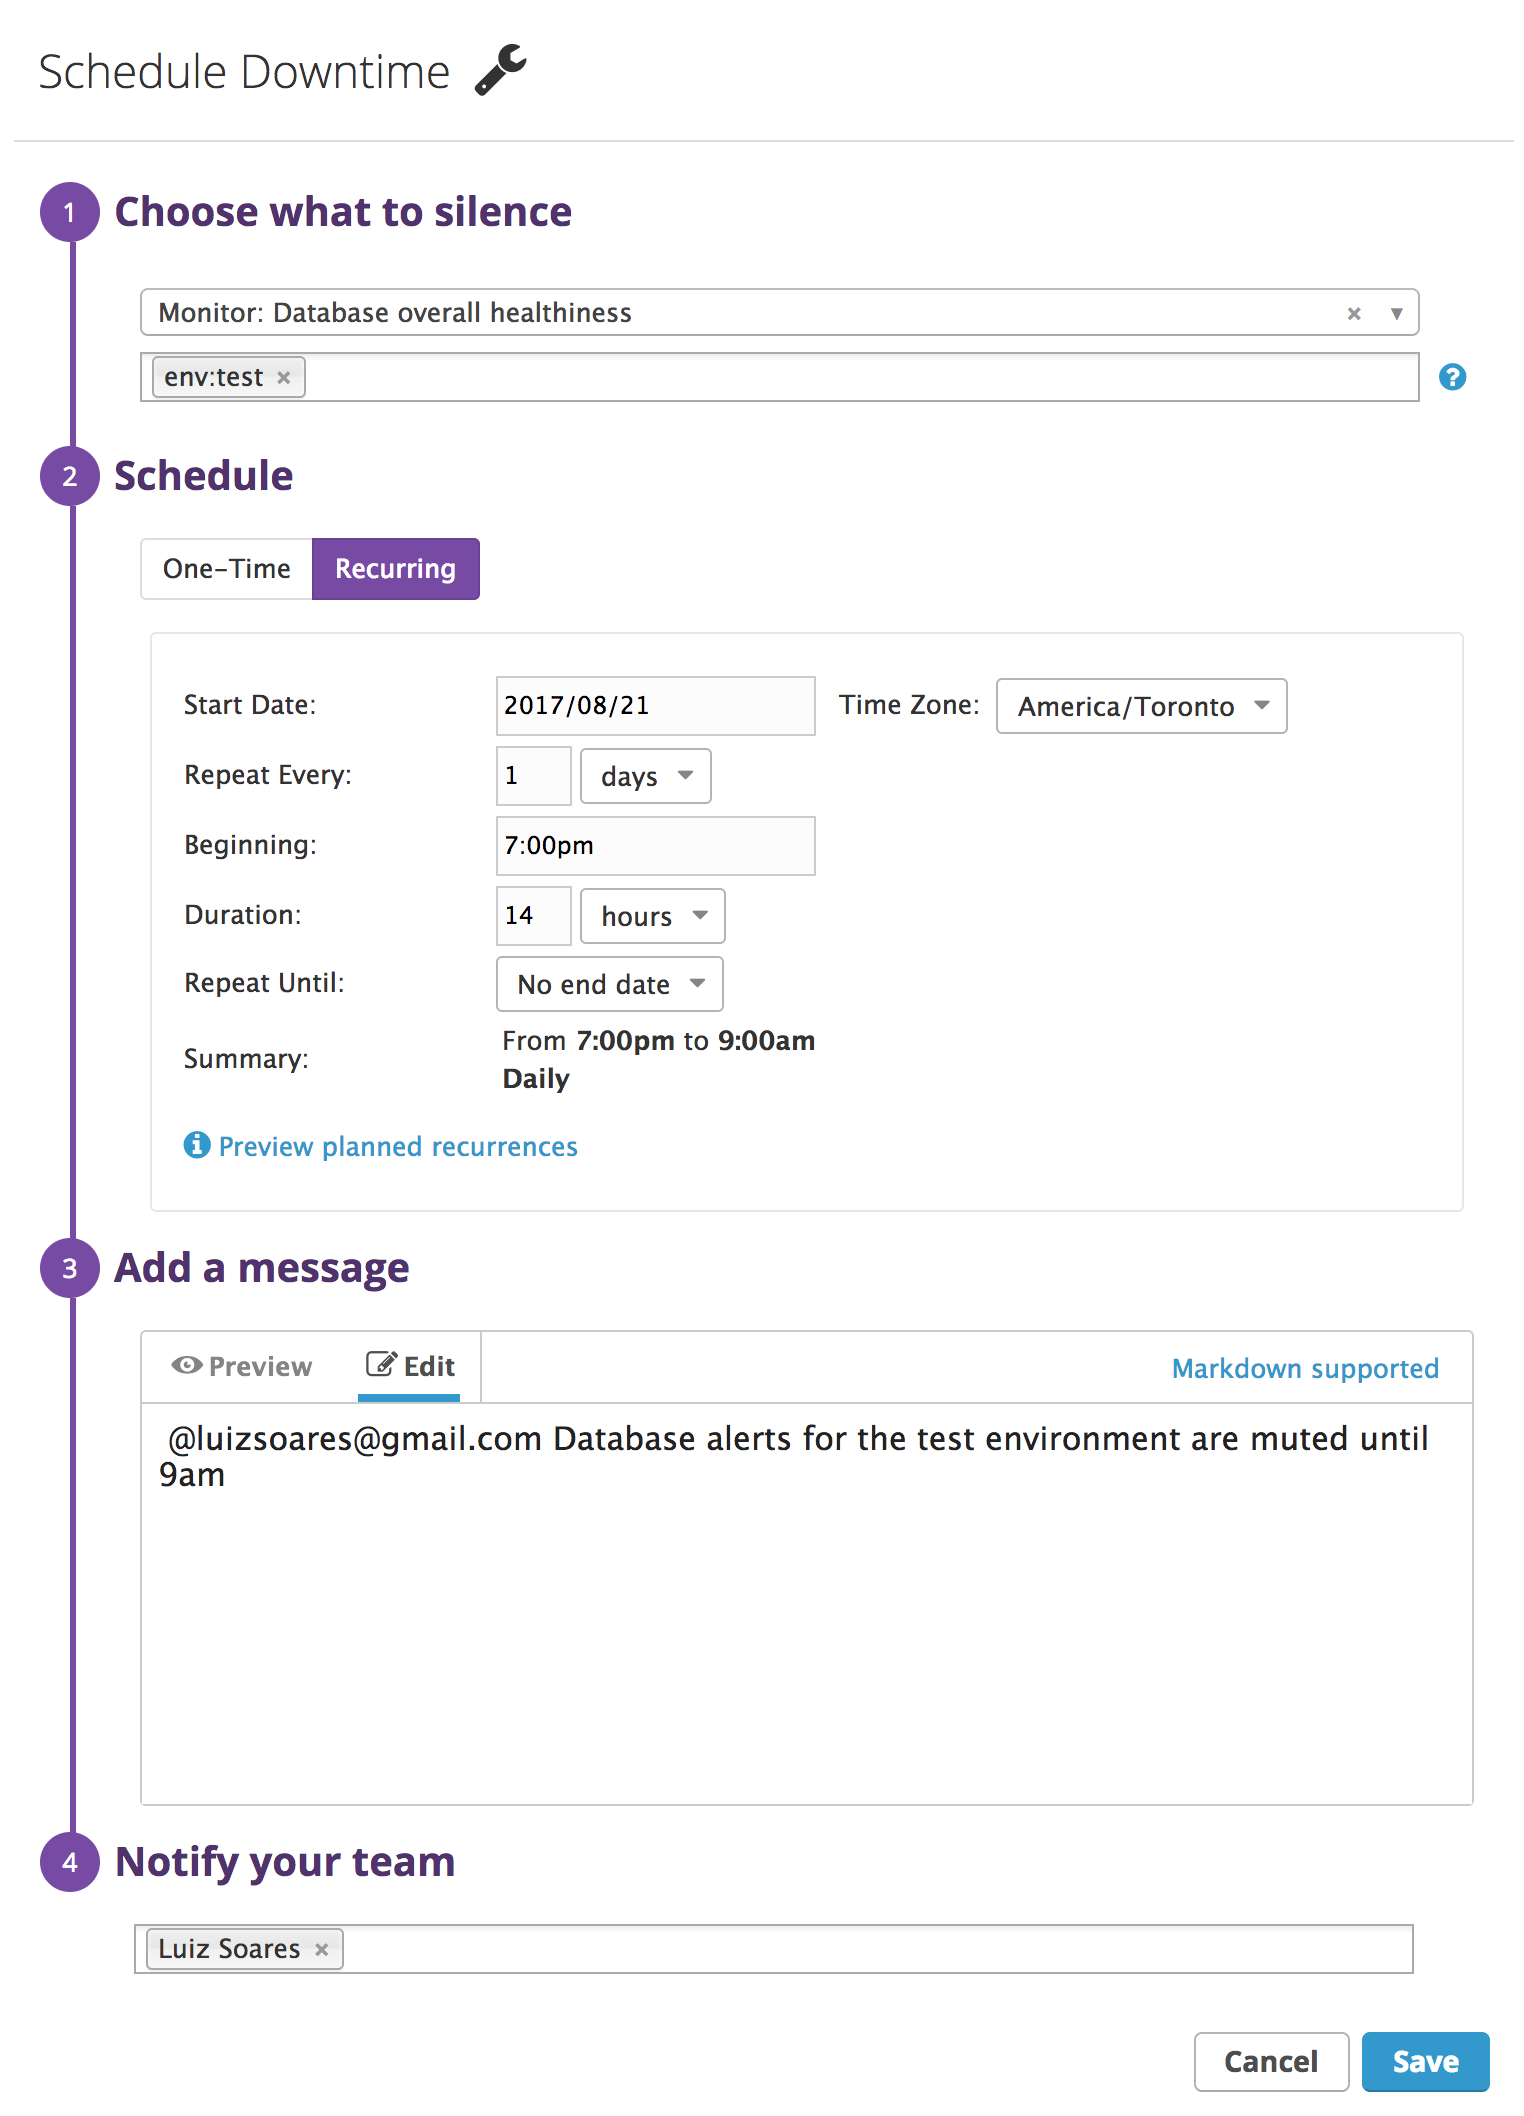 Schedule Downtime
1 Choose what to silence
Monitor: Database overall healthiness × ▼
env:test × ?
2 Schedule
One-Time Recurring
Start Date: 2017/08/21 Time Zone: America/Toronto
Repeat Every: 1 days
Beginning: 7:00pm
Duration: 14 hours
Repeat Until: No end date
Summary: From 7:00pm to 9:00am
Daily
i Preview planned recurrences
3 Add a message
Preview Edit Markdown supported
@luizsoares@gmail.com Database alerts for the test environment are muted until
9am
4 Notify your team
Luiz Soares ×
Cancel Save